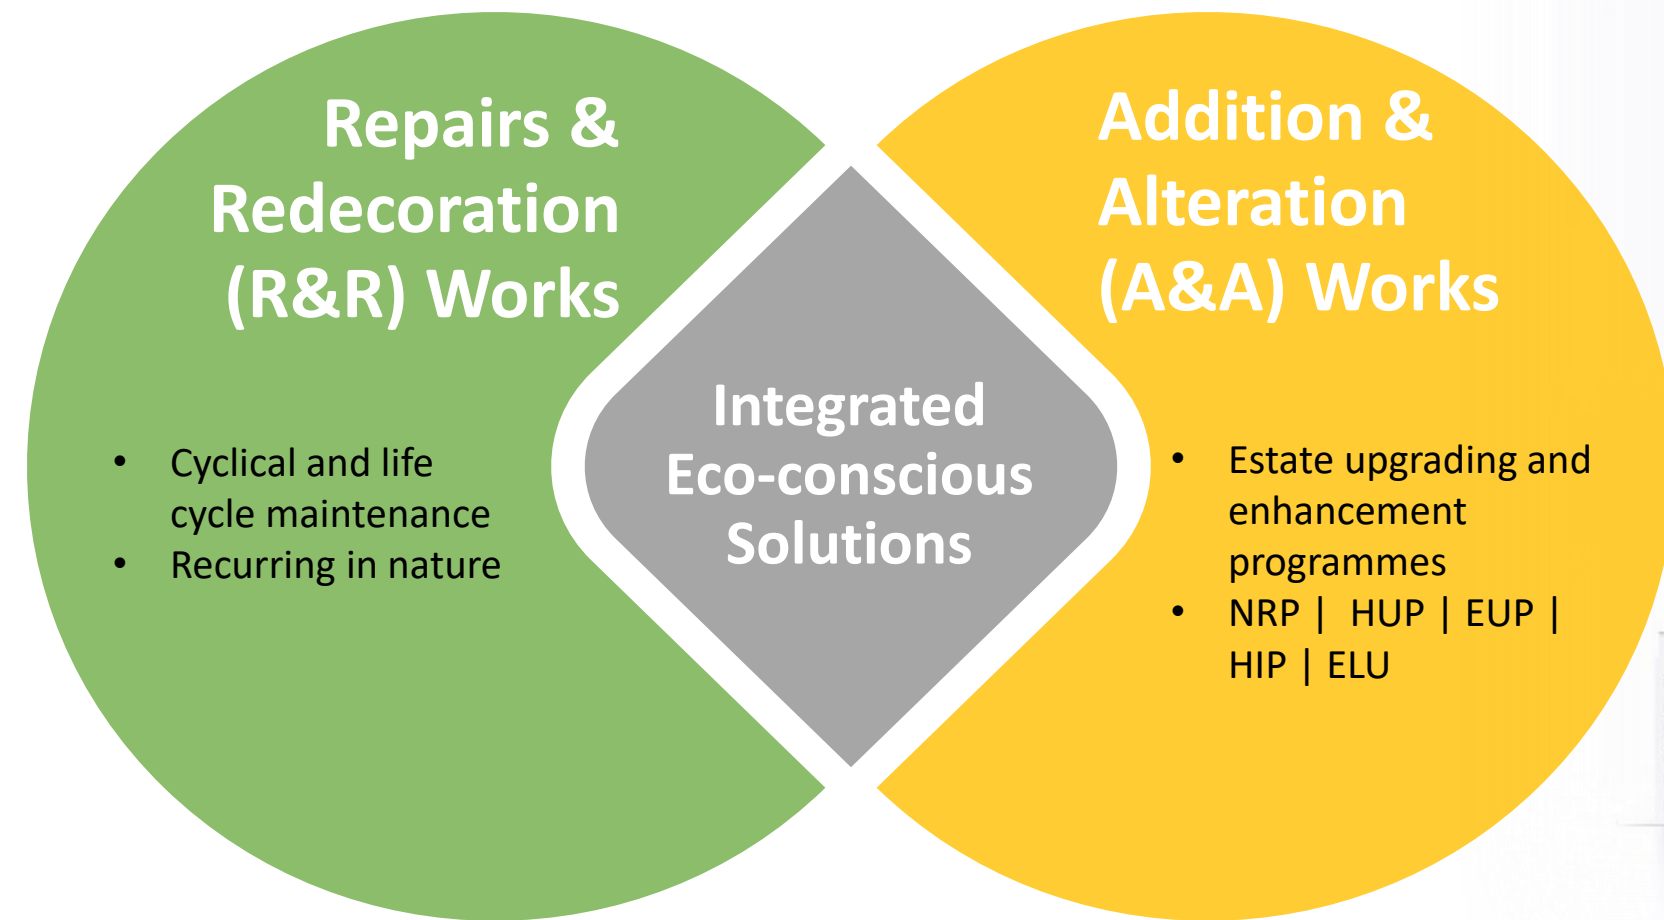 Repairs &
Redecoration
(R&R) Works
• Cyclical and life
cycle maintenance
• Recurring in nature
Integrated
Eco-conscious
Solutions
Addition &
Alteration
(A&A) Works
• Estate upgrading and
enhancement
programmes
• NRP | HUP | EUP |
HIP | ELU